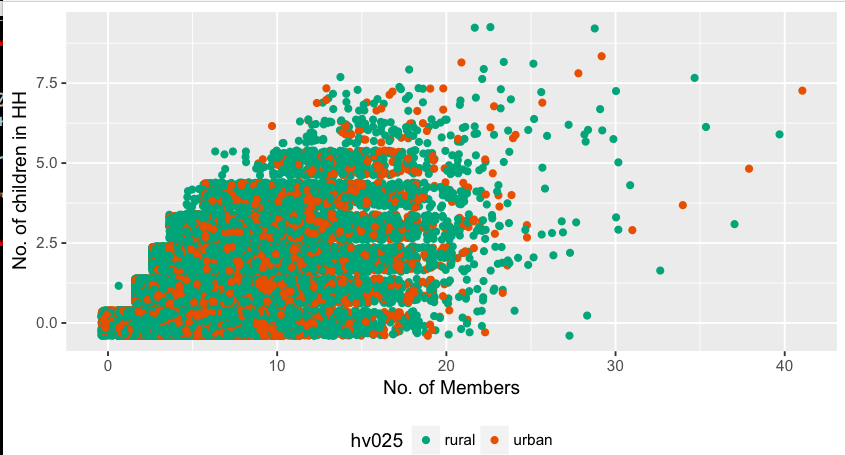 No. of children in HH
7.5
5.0
2.5
0.0
0 10 20 30 40
No. of Members
hv025 rural urban